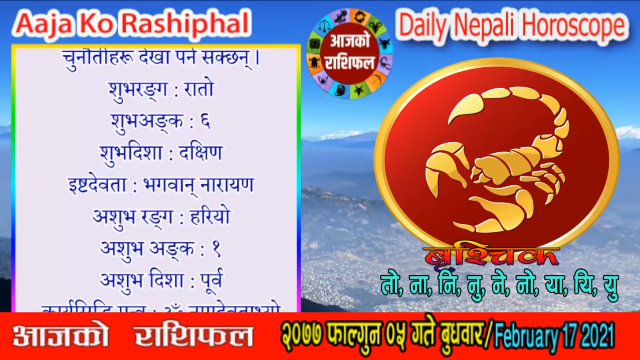 Aaja Ko Rashiphal
Daily Nepali Horoscope
आजको
राशिफल
चुनौतीहरू देखा पर्न सक्छन् ।
शुभरङ्ग : रातो
शुभअङ्क : ६
शुभदिशा : दक्षिण
इष्टदेवता : भगवान् नारायण
अशुभ रङ्ग : हरियो
अशुभ अङ्क : १
अशुभ दिशा : पूर्व
बृश्चिक
तो, ना, नि, नु, ने, नो, या, यि, यु
आजको राशिफल
२०७७ फाल्गुन ०५ गते बुधवार/February 17 2021